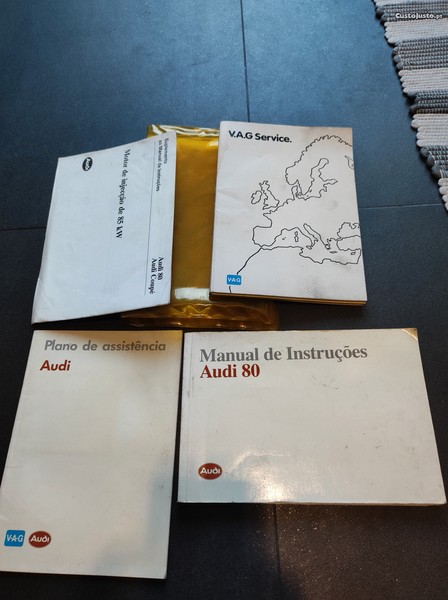 CustoJusto.pt
Suplemento
ao Manual de Instruções
Motor de injecção de 85 kW
Audi 80
Audi Coupé
Audi
V.A.G Service.
V·A·G
Plano de assistência
Audi
V·A·G
Audi
Manual de Instruções
Audi 80
Audi